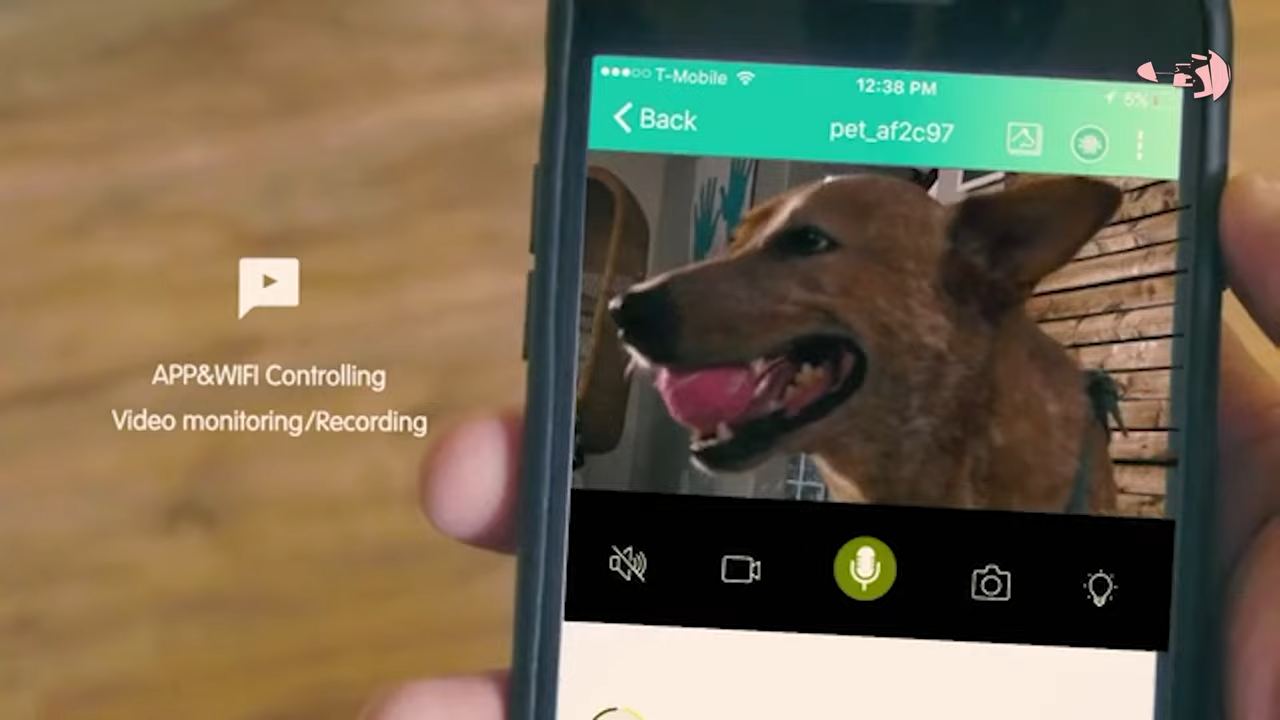 T-Mobile
12:38 PM
5%
Back
pet_af2c97
APP&WIFI Controlling
Video monitoring/Recording